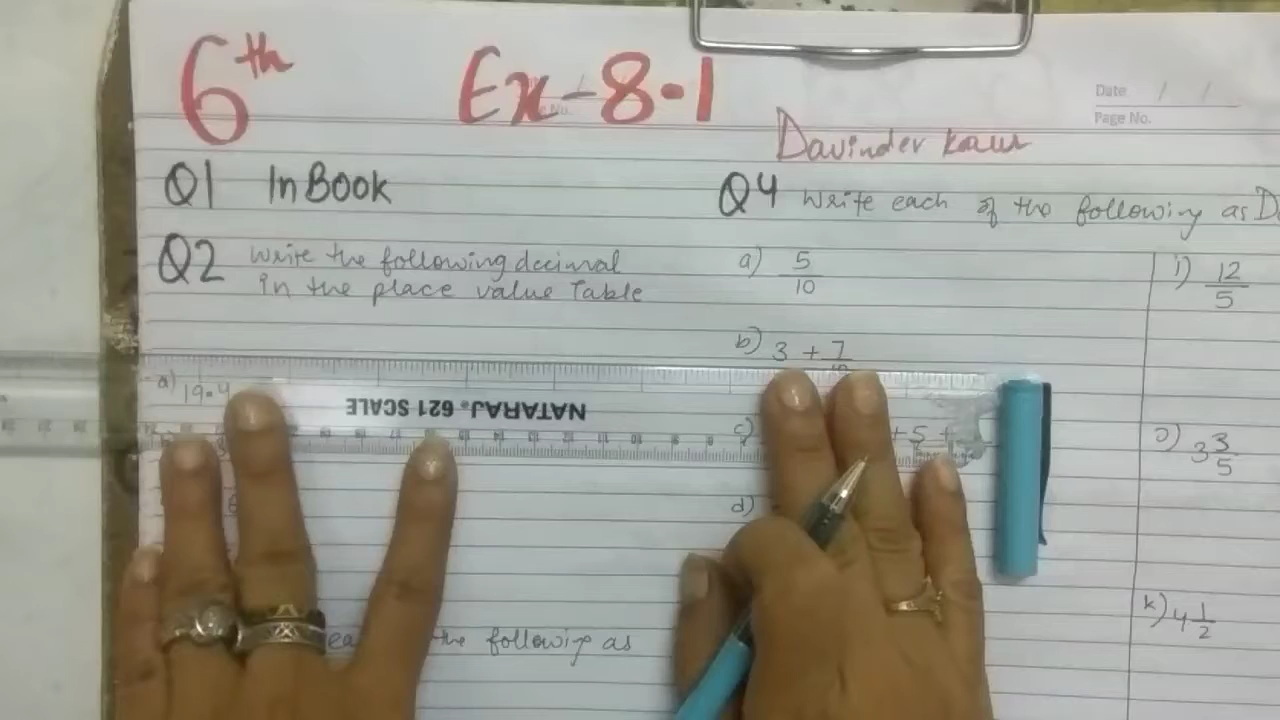 6th
Ex-8.1
Date / /
Page No.
Davinder Kaur
Q1 In Book
Q2 Write the following decimal
in the place value Table
a) 19.4
NATARAJ. 621 SCALE
the following as
Q4 Write each of the following as
a) 5/10
b) 3 + 7
c) + 5 +
d)
i) 12/5
3 3/5
k) 4 1/2